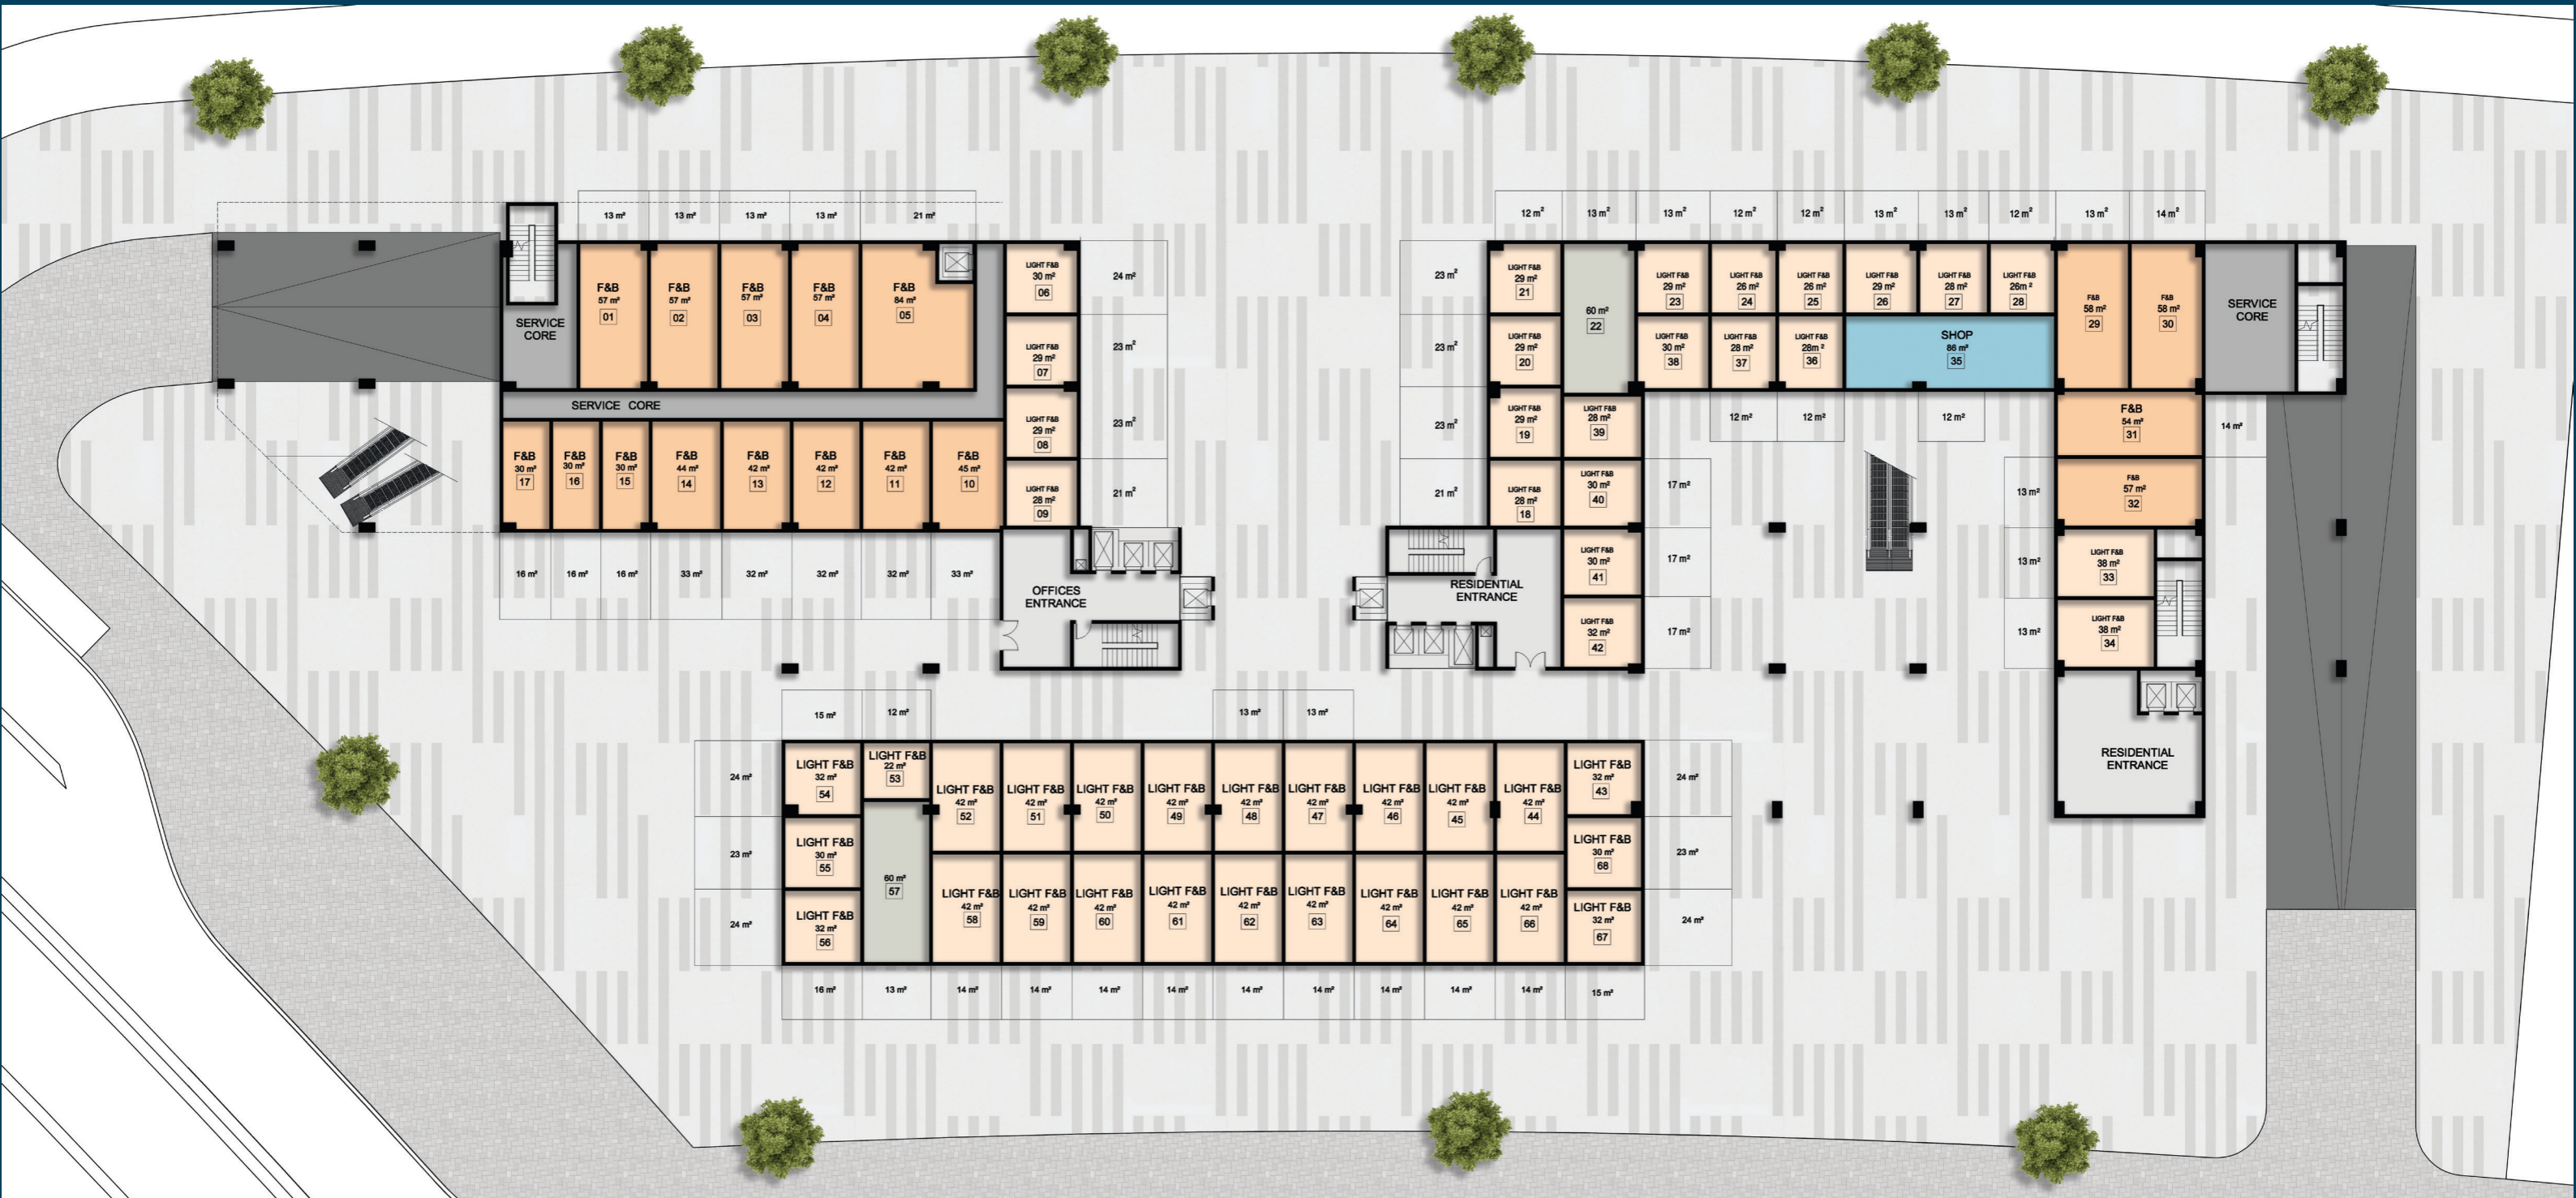 13 m²
13 m²
13 m²
13 m²
21 m²
12 m²
13 m²
13 m²
12 m²
12 m²
13 m²
13 m²
12 m²
13 m²
14 m²
SERVICE
CORE
F&B
57 m²
01
F&B
57 m²
02
F&B
57 m²
03
F&B
57 m²
04
F&B
84 m²
05
LIGHT F&B
30 m²
06
24 m²
LIGHT F&B
29 m²
07
23 m²
LIGHT F&B
29 m²
08
23 m²
LIGHT F&B
28 m²
09
21 m²
SERVICE CORE
F&B
30 m²
17
F&B
30 m²
16
F&B
30 m²
15
F&B
44 m²
14
F&B
42 m²
13
F&B
42 m²
12
F&B
42 m²
11
F&B
45 m²
10
16 m²
16 m²
16 m²
33 m²
32 m²
32 m²
32 m²
33 m²
OFFICES
ENTRANCE
23 m²
LIGHT F&B
29 m²
21
60 m²
22
LIGHT F&B
29 m²
23
LIGHT F&B
26 m²
24
LIGHT F&B
26 m²
25
LIGHT F&B
29 m²
26
LIGHT F&B
28 m²
27
LIGHT F&B
26m²
28
F&B
58 m²
29
F&B
58 m²
30
SERVICE
CORE
23 m²
LIGHT F&B
29 m²
20
LIGHT F&B
30 m²
38
LIGHT F&B
28 m²
37
LIGHT F&B
28m²
36
SHOP
86 m²
35
23 m²
LIGHT F&B
29 m²
19
LIGHT F&B
28 m²
39
12 m²
12 m²
12 m²
F&B
54 m²
31
14 m²
21 m²
LIGHT F&B
28 m²
18
LIGHT F&B
30 m²
40
17 m²
13 m²
F&B
57 m²
32
RESIDENTIAL
ENTRANCE
LIGHT F&B
30 m²
41
17 m²
13 m²
LIGHT F&B
38 m²
33
LIGHT F&B
32 m²
42
17 m²
13 m²
LIGHT F&B
38 m²
34
RESIDENTIAL
ENTRANCE
15 m²
12 m²
13 m²
13 m²
24 m²
LIGHT F&B
32 m²
54
LIGHT F&B
22 m²
53
LIGHT F&B
42 m²
52
LIGHT F&B
42 m²
51
LIGHT F&B
42 m²
50
LIGHT F&B
42 m²
49
LIGHT F&B
42 m²
48
LIGHT F&B
42 m²
47
LIGHT F&B
42 m²
46
LIGHT F&B
42 m²
45
LIGHT F&B
42 m²
44
LIGHT F&B
32 m²
43
24 m²
23 m²
LIGHT F&B
30 m²
55
60 m²
57
LIGHT F&B
30 m²
68
23 m²
24 m²
LIGHT F&B
32 m²
56
LIGHT F&B
42 m²
58
LIGHT F&B
42 m²
59
LIGHT F&B
42 m²
60
LIGHT F&B
42 m²
61
LIGHT F&B
42 m²
62
LIGHT F&B
42 m²
63
LIGHT F&B
42 m²
64
LIGHT F&B
42 m²
65
LIGHT F&B
42 m²
66
LIGHT F&B
32 m²
67
24 m²
16 m²
13 m²
14 m²
14 m²
14 m²
14 m²
14 m²
14 m²
14 m²
14 m²
14 m²
15 m²